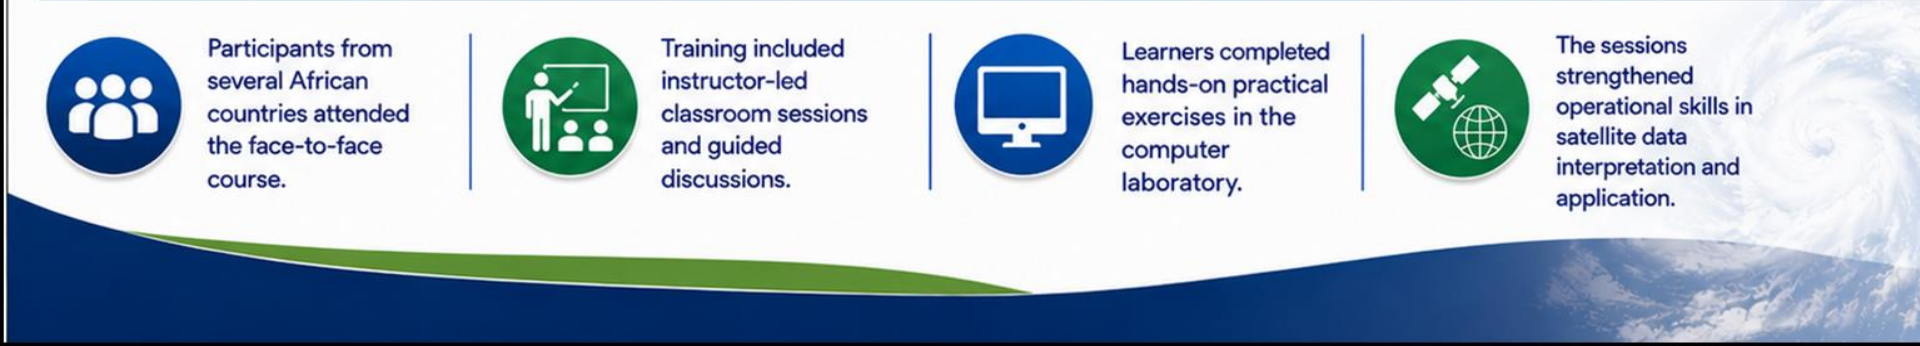 Participants from
several African
countries attended
the face-to-face
course.
Training included
instructor-led
classroom sessions
and guided
discussions.
Learners completed
hands-on practical
exercises in the
computer
laboratory.
The sessions
strengthened
operational skills in
satellite data
interpretation and
application.